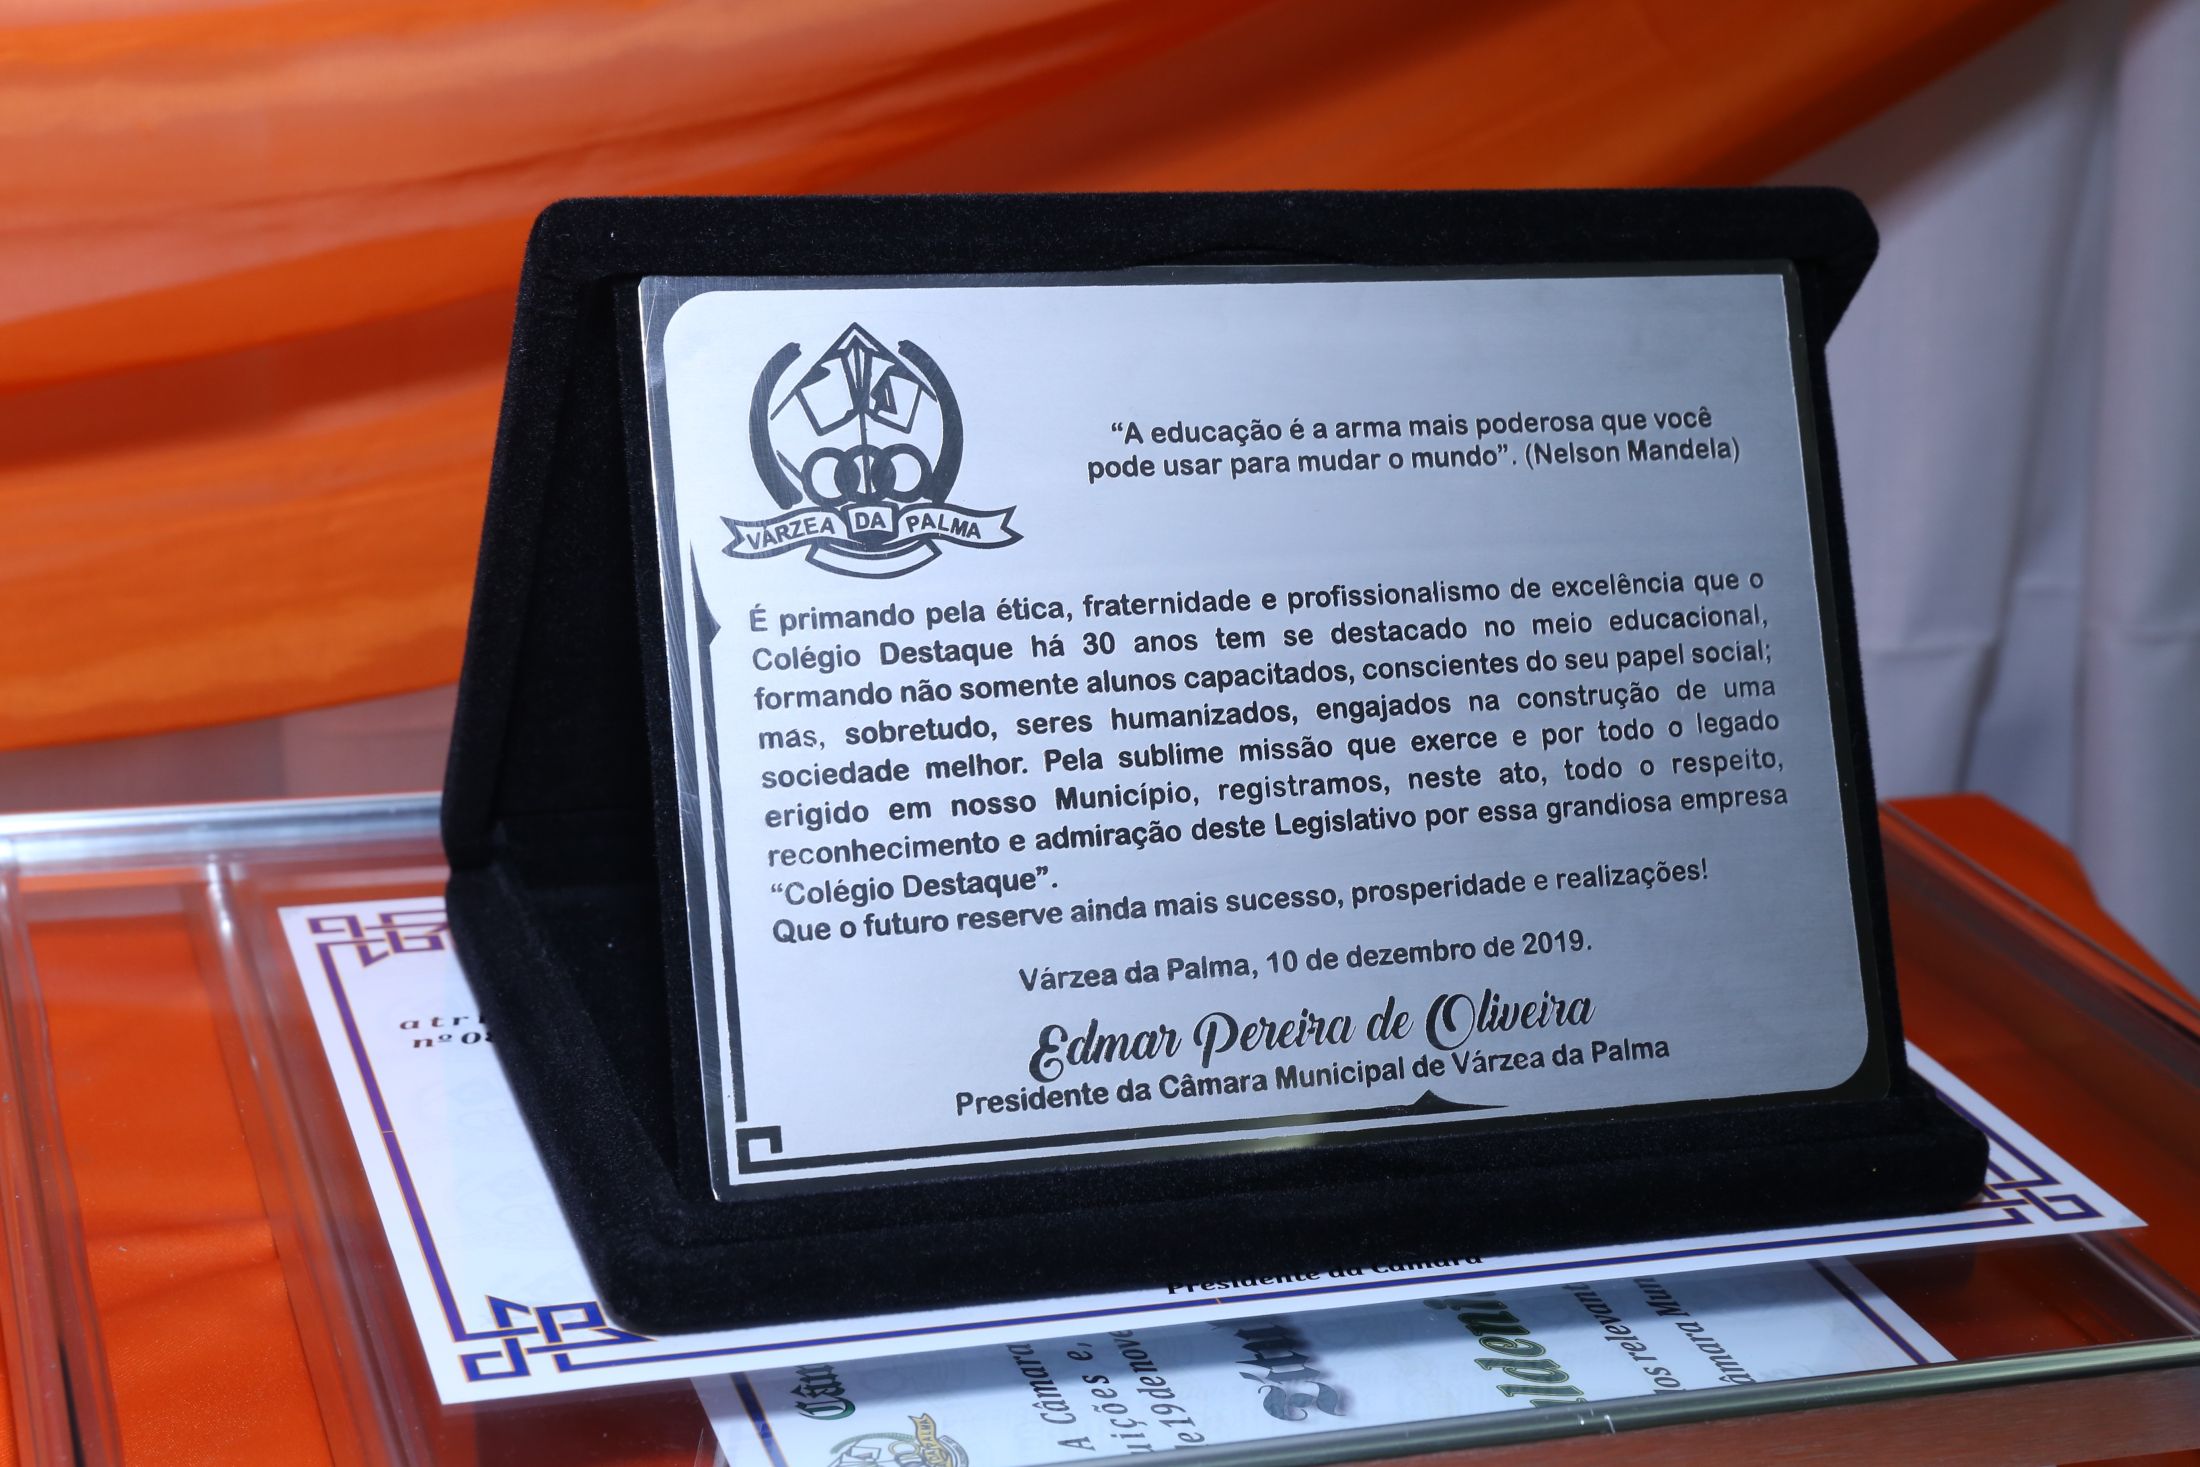 VÁRZEA DA PALMA
“A educação é a arma mais poderosa que você
pode usar para mudar o mundo”. (Nelson Mandela)
É primando pela ética, fraternidade e profissionalismo de excelência que o
Colégio Destaque há 30 anos tem se destacado no meio educacional,
formando não somente alunos capacitados, conscientes do seu papel social;
mas, sobretudo, seres humanizados, engajados na construção de uma
sociedade melhor. Pela sublime missão que exerce e por todo o legado
erigido em nosso Município, registramos, neste ato, todo o respeito,
reconhecimento e admiração deste Legislativo por essa grandiosa empresa
“Colégio Destaque”.
Que o futuro reserve ainda mais sucesso, prosperidade e realizações!
Várzea da Palma, 10 de dezembro de 2019.
Edmar Pereira de Oliveira
Presidente da Câmara Municipal de Várzea da Palma
Presidente da Câmara
A Câmara